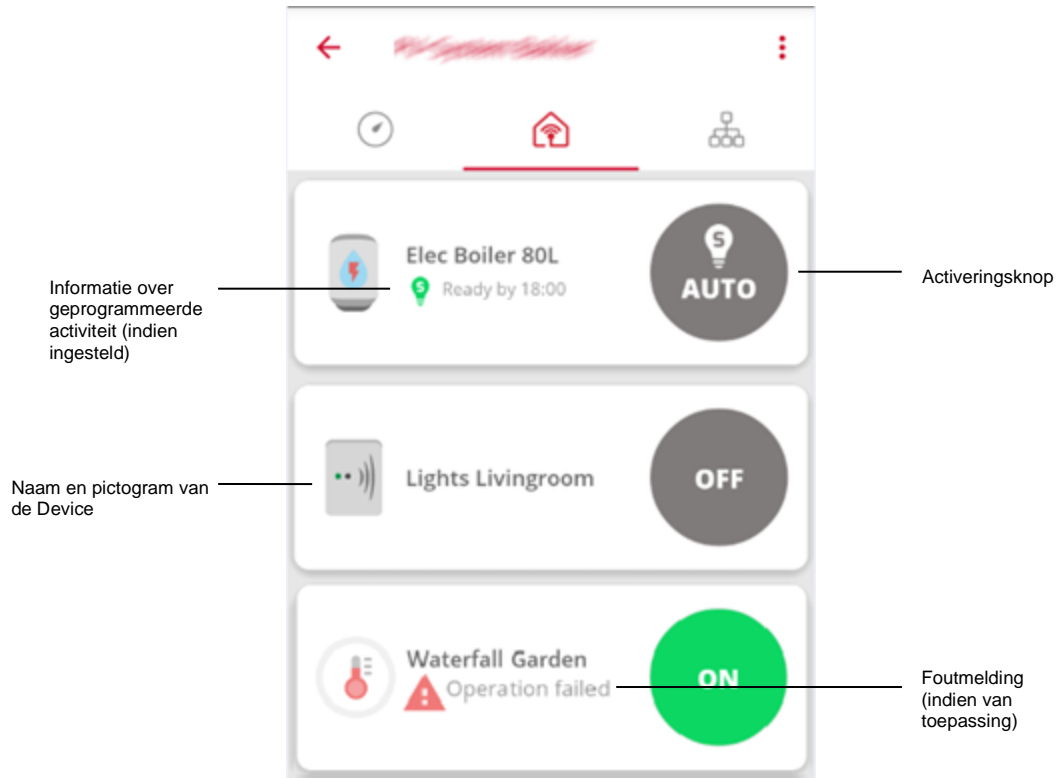 Elec Boiler 80L
Ready by 18:00
S
AUTO
Informatie over
geprogrammeerde
activiteit (indien
ingesteld)
Activeringsknop
Lights Livingroom
OFF
Naam en pictogram van
de Device
Waterfall Garden
Operation failed
ON
Foutmelding
(indien van
toepassing)